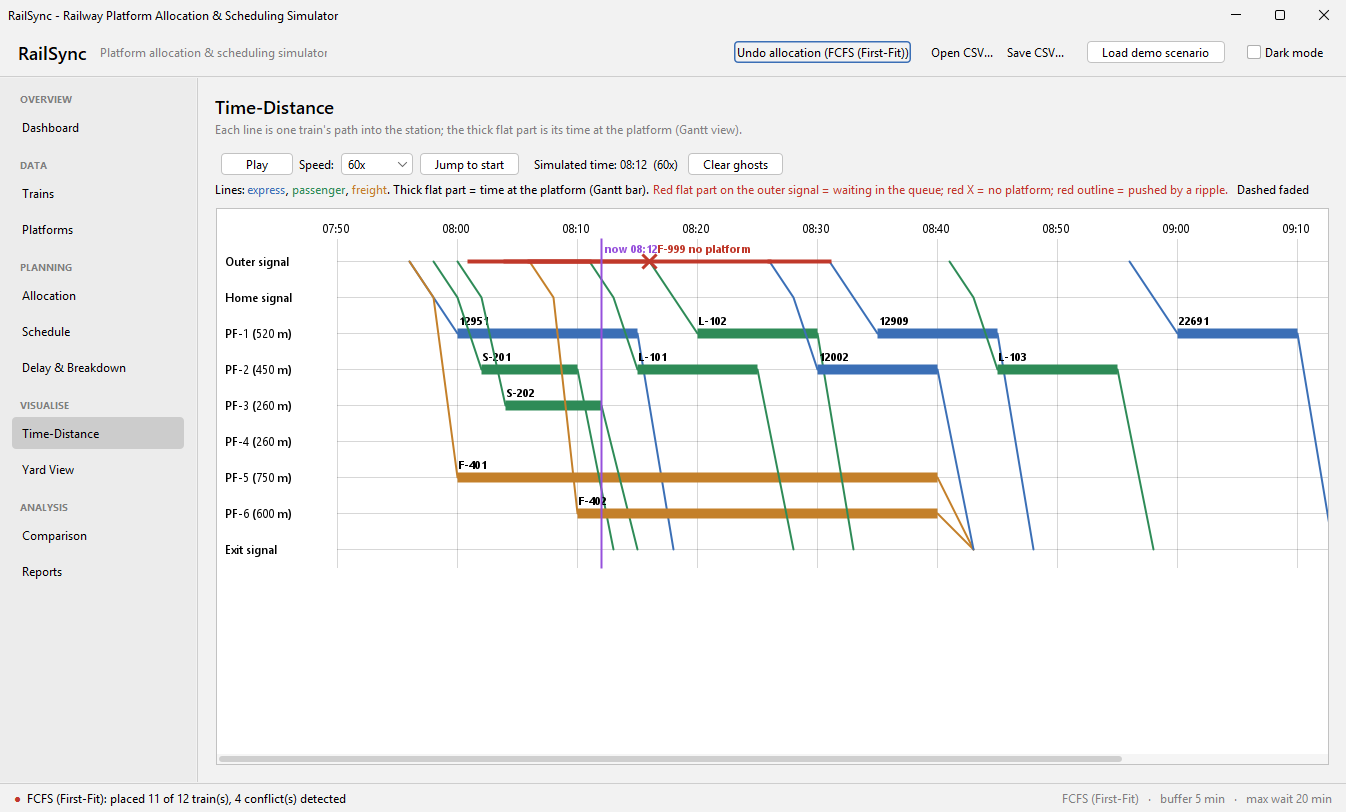 RailSync - Railway Platform Allocation & Scheduling Simulator
RailSync Platform allocation & scheduling simulator Undo allocation (FCFS (First-Fit)) Open CSV... Save CSV... Load demo scenario Dark mode
OVERVIEW
Dashboard
DATA
Trains
Platforms
PLANNING
Allocation
Schedule
Delay & Breakdown
VISUALISE
Time-Distance
Yard View
ANALYSIS
Comparison
Reports
Time-Distance
Each line is one train's path into the station; the thick flat part is its time at the platform (Gantt view).
Play Speed: 60x Jump to start Simulated time: 08:12 (60x) Clear ghosts
Lines: express, passenger, freight. Thick flat part = time at the platform (Gantt bar). Red flat part on the outer signal = waiting in the queue; red X = no platform; red outline = pushed by a ripple. Dashed faded
07:50 08:00 08:10 08:20 08:30 08:40 08:50 09:00 09:10
now 08:12 F-999 no platform
Outer signal
Home signal
12951 L-102 12909 22691
PF-1 (520 m)
S-201 L-101 12002 L-103
PF-2 (450 m)
S-202
PF-3 (260 m)
PF-4 (260 m)
F-401
PF-5 (750 m)
F-402
PF-6 (600 m)
Exit signal
FCFS (First-Fit): placed 11 of 12 train(s), 4 conflict(s) detected FCFS (First-Fit) · buffer 5 min · max wait 20 min